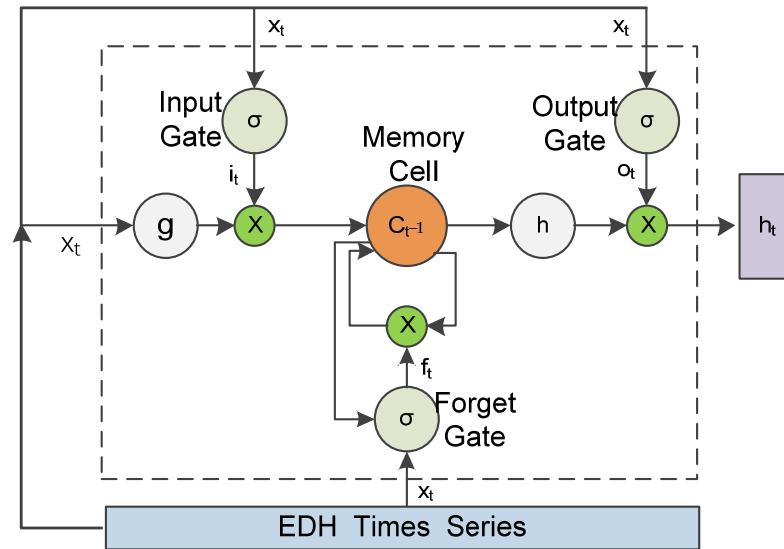 xₜ
xₜ
Input
Gate
σ
Output
Gate
σ
Memory
Cell
iₜ
oₜ
xₜ
g
X
Cₜ₋₁
h
X
hₜ
X
fₜ
σ
Forget
Gate
xₜ
EDH Times Series